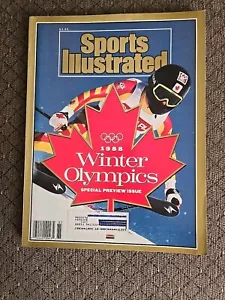 Sports
Illustrated
1988
Winter
Olympics
SPECIAL PREVIEW ISSUE